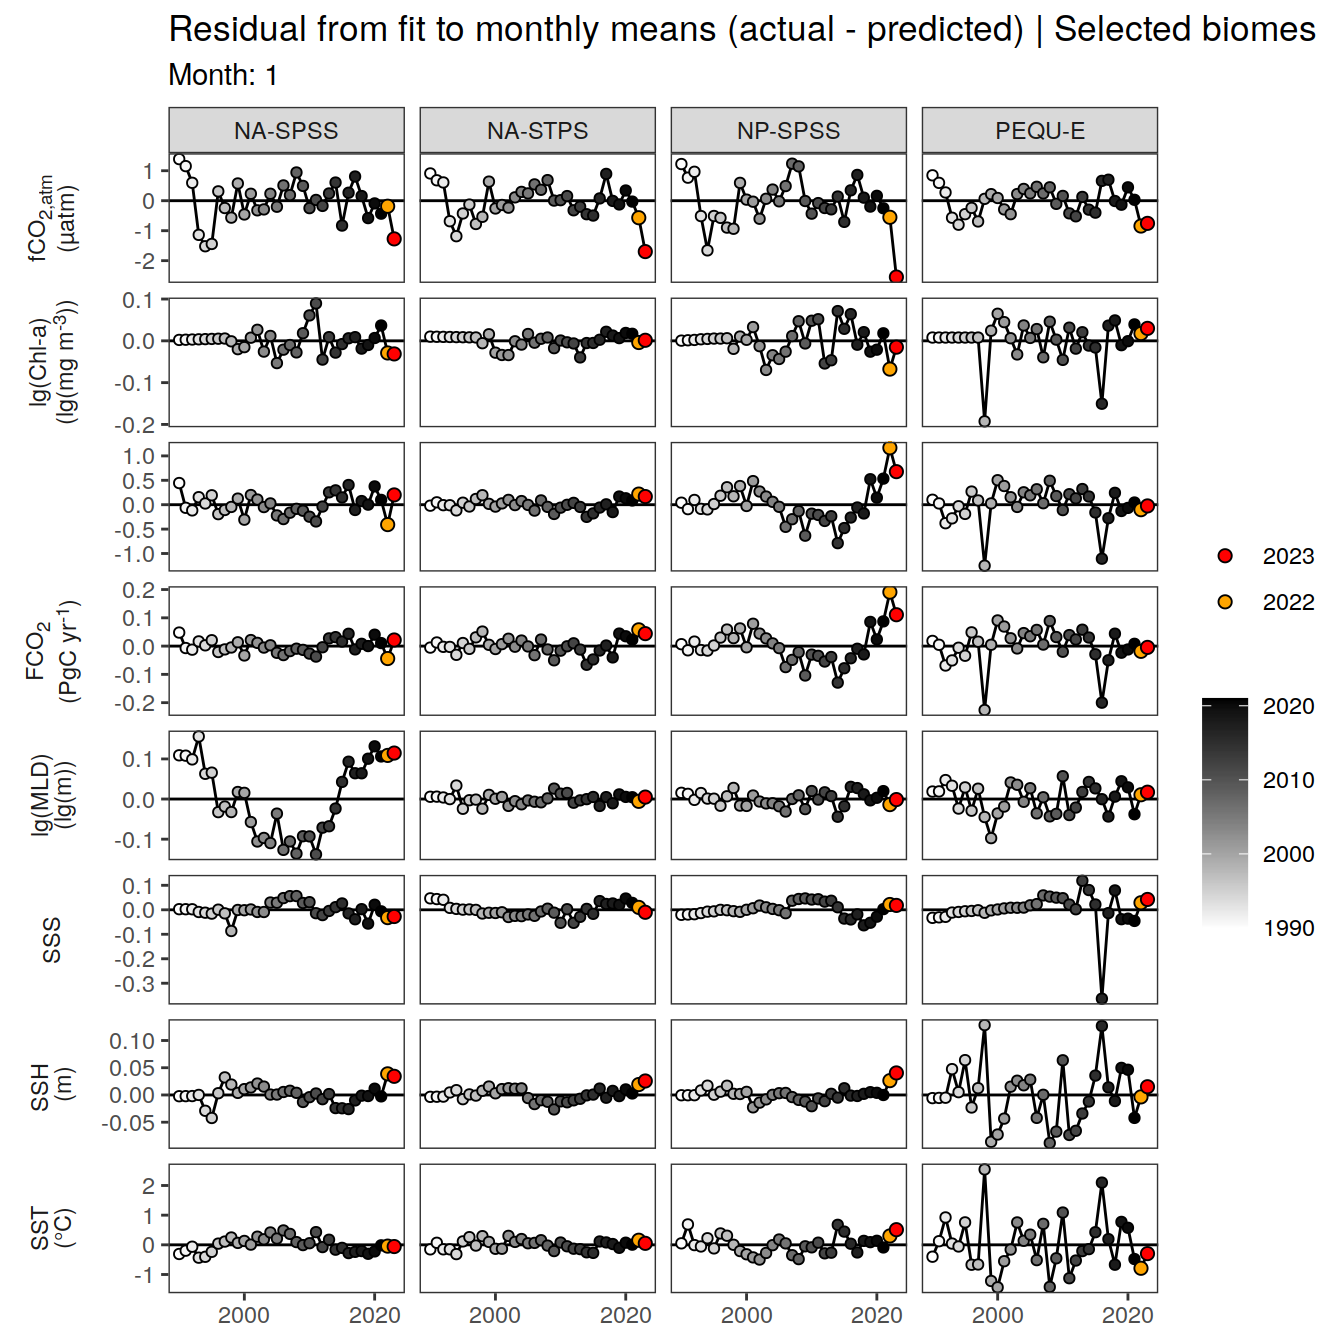 Residual from fit to monthly means (actual - predicted) | Selected biomes
Month: 1
NA-SPSS
NA-STPS
NP-SPSS
PEQU-E
fCO2,atm
(µatm)
1
0
-1
-2
lg(Chl-a)
(lg(mg m-3))
0.1
0.0
-0.1
-0.2
1.0
0.5
0.0
-0.5
-1.0
FCO2
(PgC yr-1)
0.2
0.1
0.0
-0.1
-0.2
lg(MLD)
(lg(m))
0.1
0.0
-0.1
SSS
0.1
0.0
-0.1
-0.2
-0.3
SSH
(m)
0.10
0.05
0.00
-0.05
SST
(°C)
2
1
0
-1
2000
2020
2000
2020
2000
2020
2000
2020
2023
2022
2020
2010
2000
1990